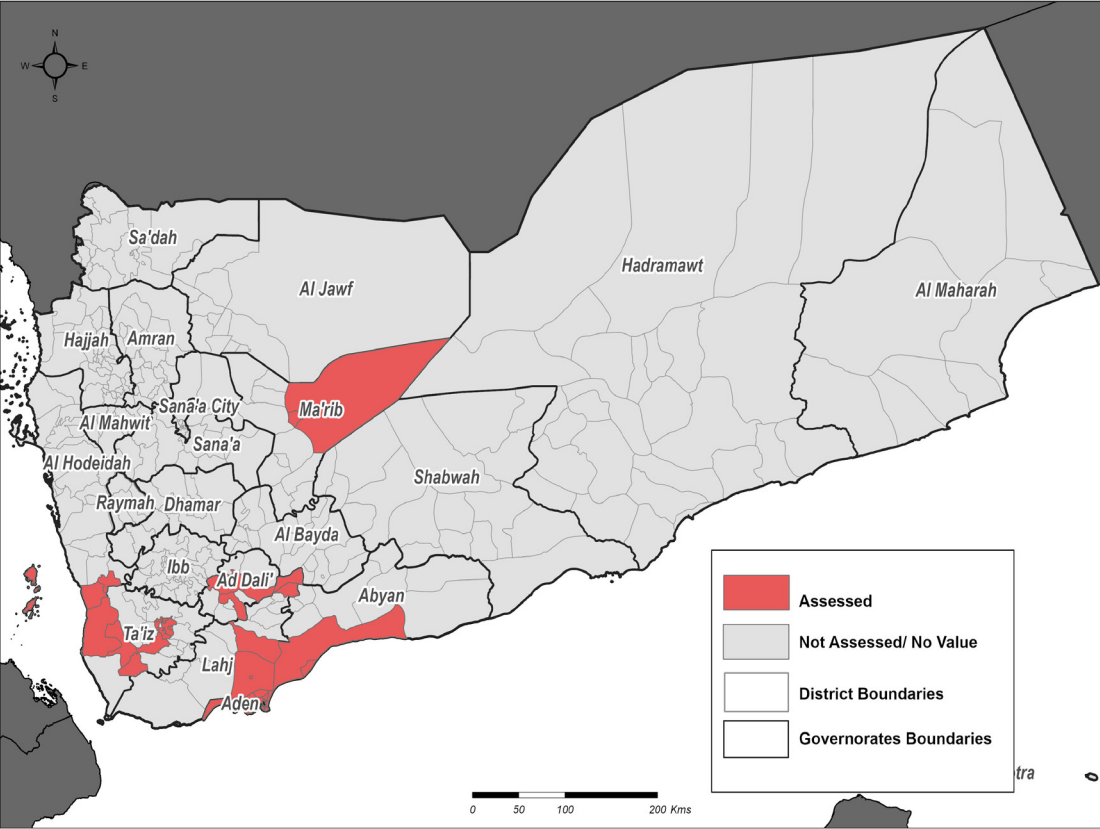 N
W E
S
Sa'dah
Hadramawt
Al Jawf
Al Maharah
Hajjah
Amran
Sana'a City
Ma'rib
Al Mahwit
Sana'a
Al Hodeidah
Shabwah
Raymah
Dhamar
Al Bayda
Ibb
Ad Dali'
Abyan
Ta'iz
Lahj
Aden
Assessed
Not Assessed/ No Value
District Boundaries
Governorates Boundaries
tra
0 50 100 200 Kms